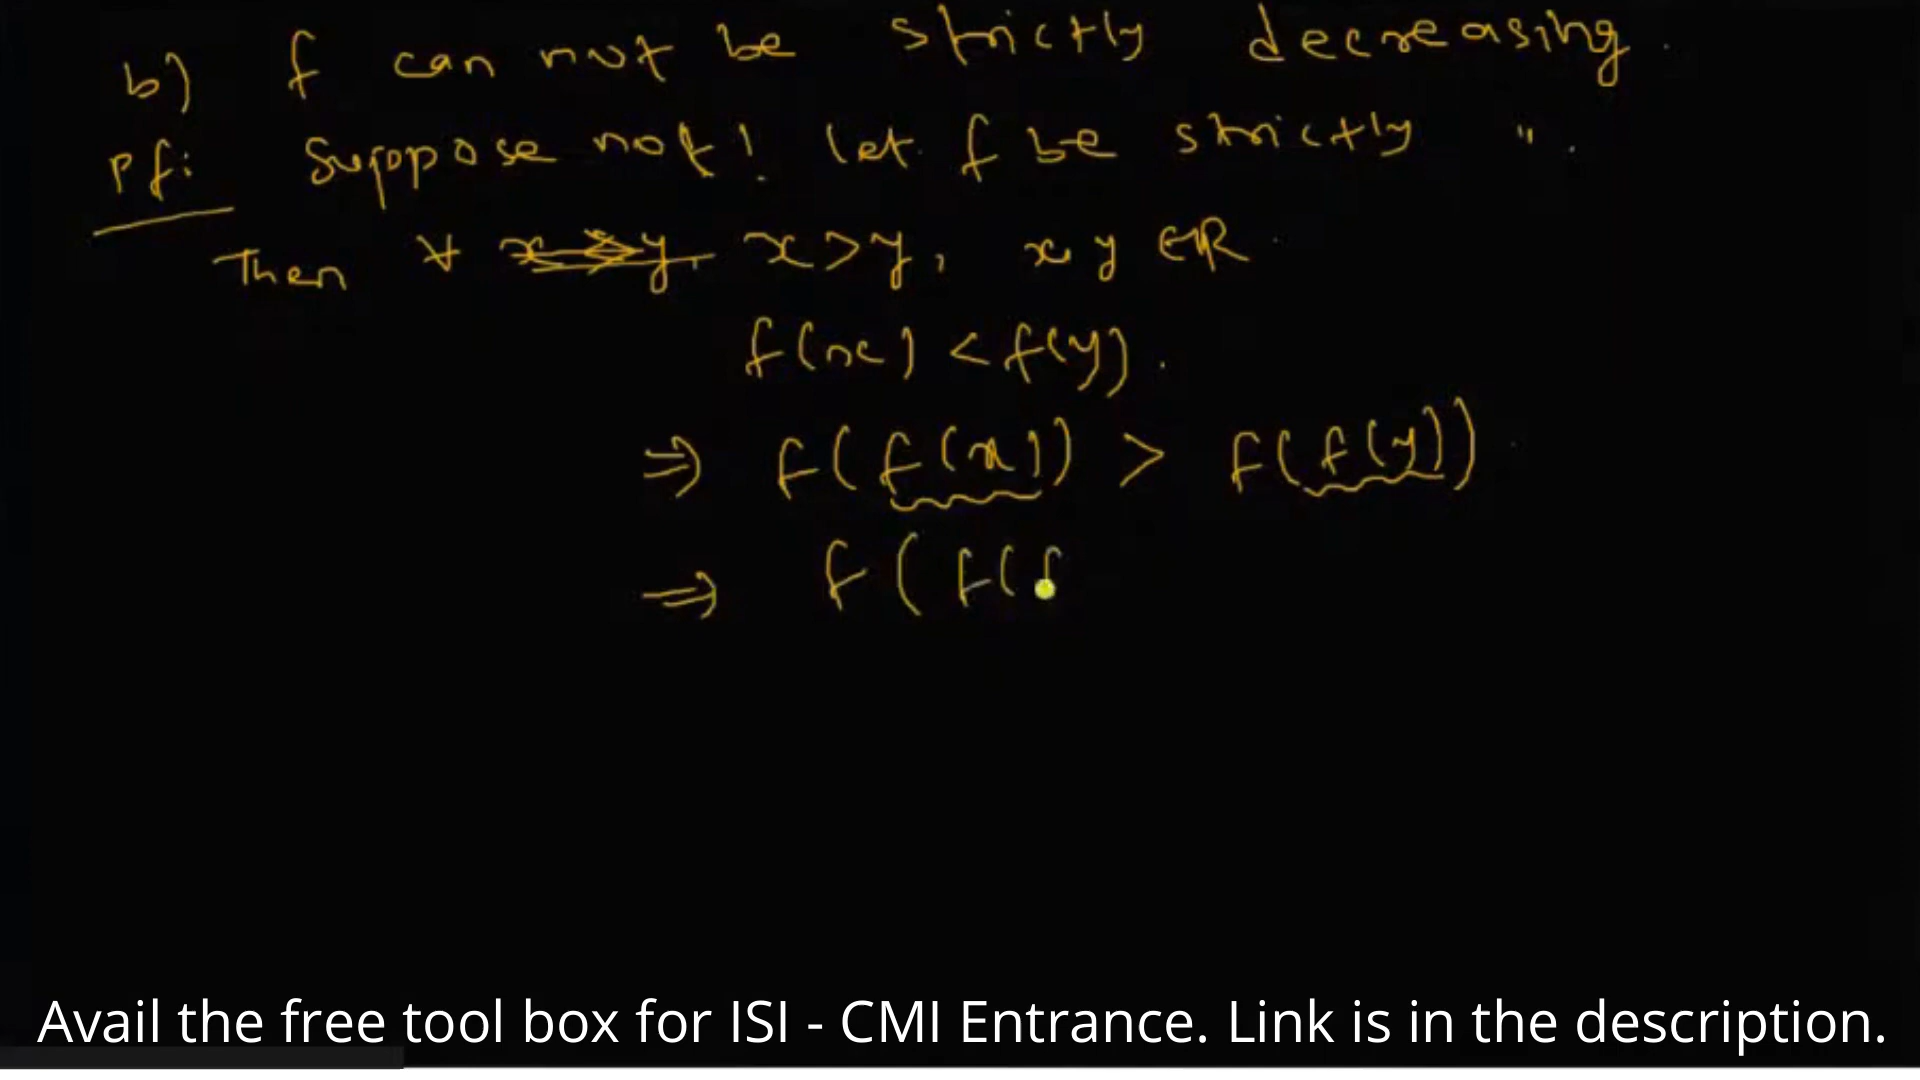 b) f can not be strictly decreasing.
Pf: Suppose not! let f be strictly ".
Then ∀ x > y, x, y ∈ ℝ.
f(x) < f(y).
⇒ f(f(x)) > f(f(y))
⇒ f(f(f
Avail the free tool box for ISI - CMI Entrance. Link is in the description.